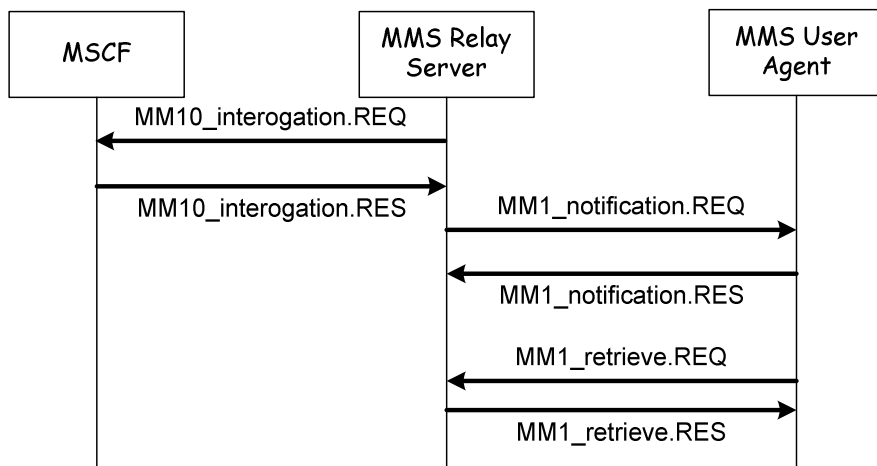 MSCF
MMS Relay
Server
MMS User
Agent
MM10_interogation.REQ
MM10_interogation.RES
MM1_notification.REQ
MM1_notification.RES
MM1_retrieve.REQ
MM1_retrieve.RES